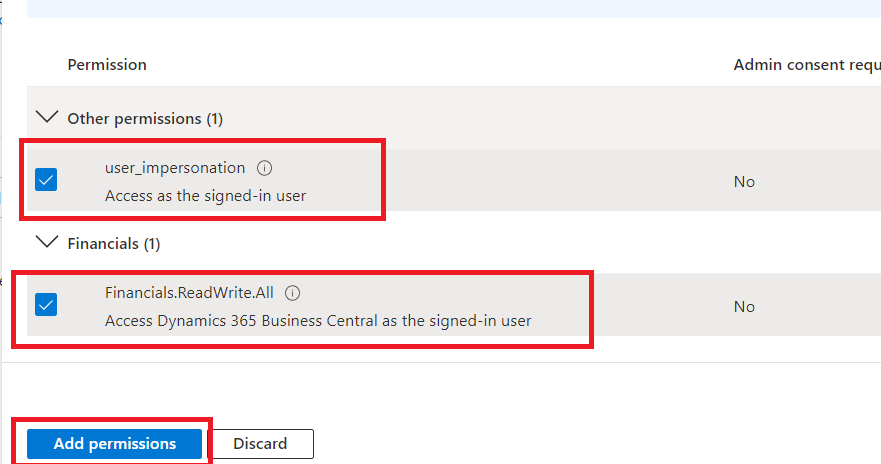 Permission Admin consent requ
Other permissions (1)
user_impersonation
Access as the signed-in user
No
Financials (1)
Financials.ReadWrite.All
Access Dynamics 365 Business Central as the signed-in user
No
Add permissions Discard